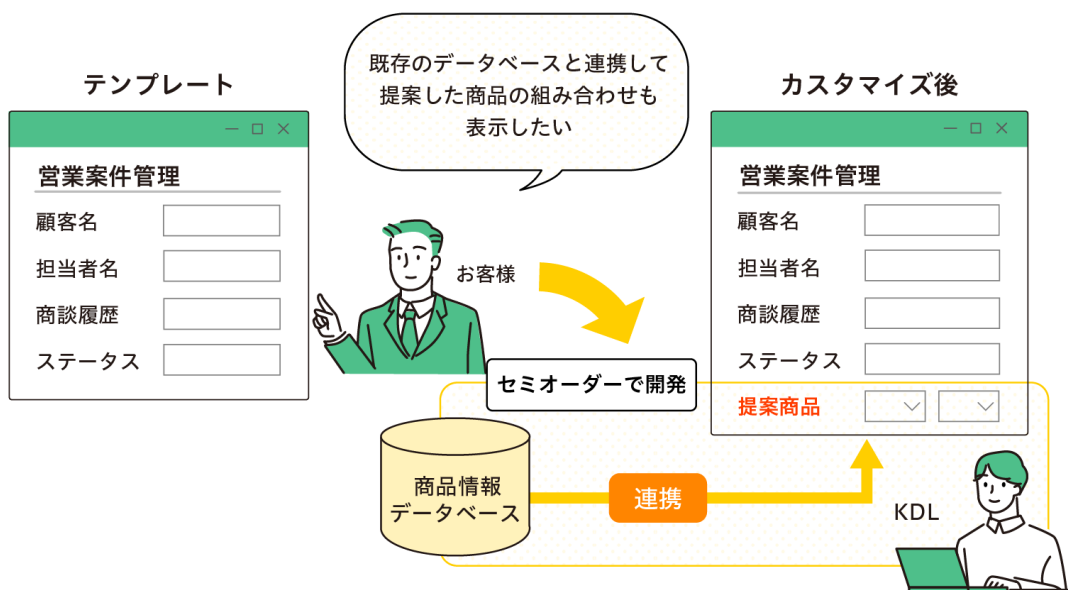 テンプレート
営業案件管理
顧客名
担当者名
商談履歴
ステータス
既存のデータベースと連携して
提案した商品の組み合わせも
表示したい
お客様
カスタマイズ後
営業案件管理
顧客名
担当者名
商談履歴
ステータス
提案商品
セミオーダーで開発
商品情報
データベース
連携
KDL